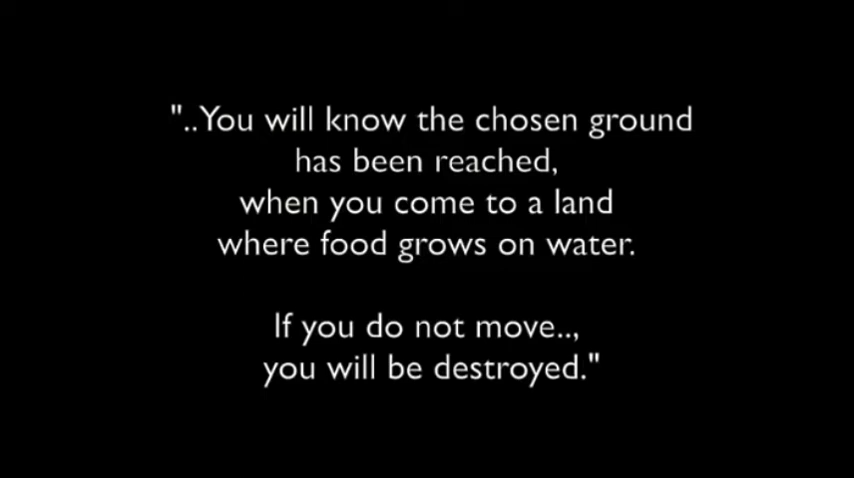 "..You will know the chosen ground
has been reached,
when you come to a land
where food grows on water.
If you do not move..,
you will be destroyed."